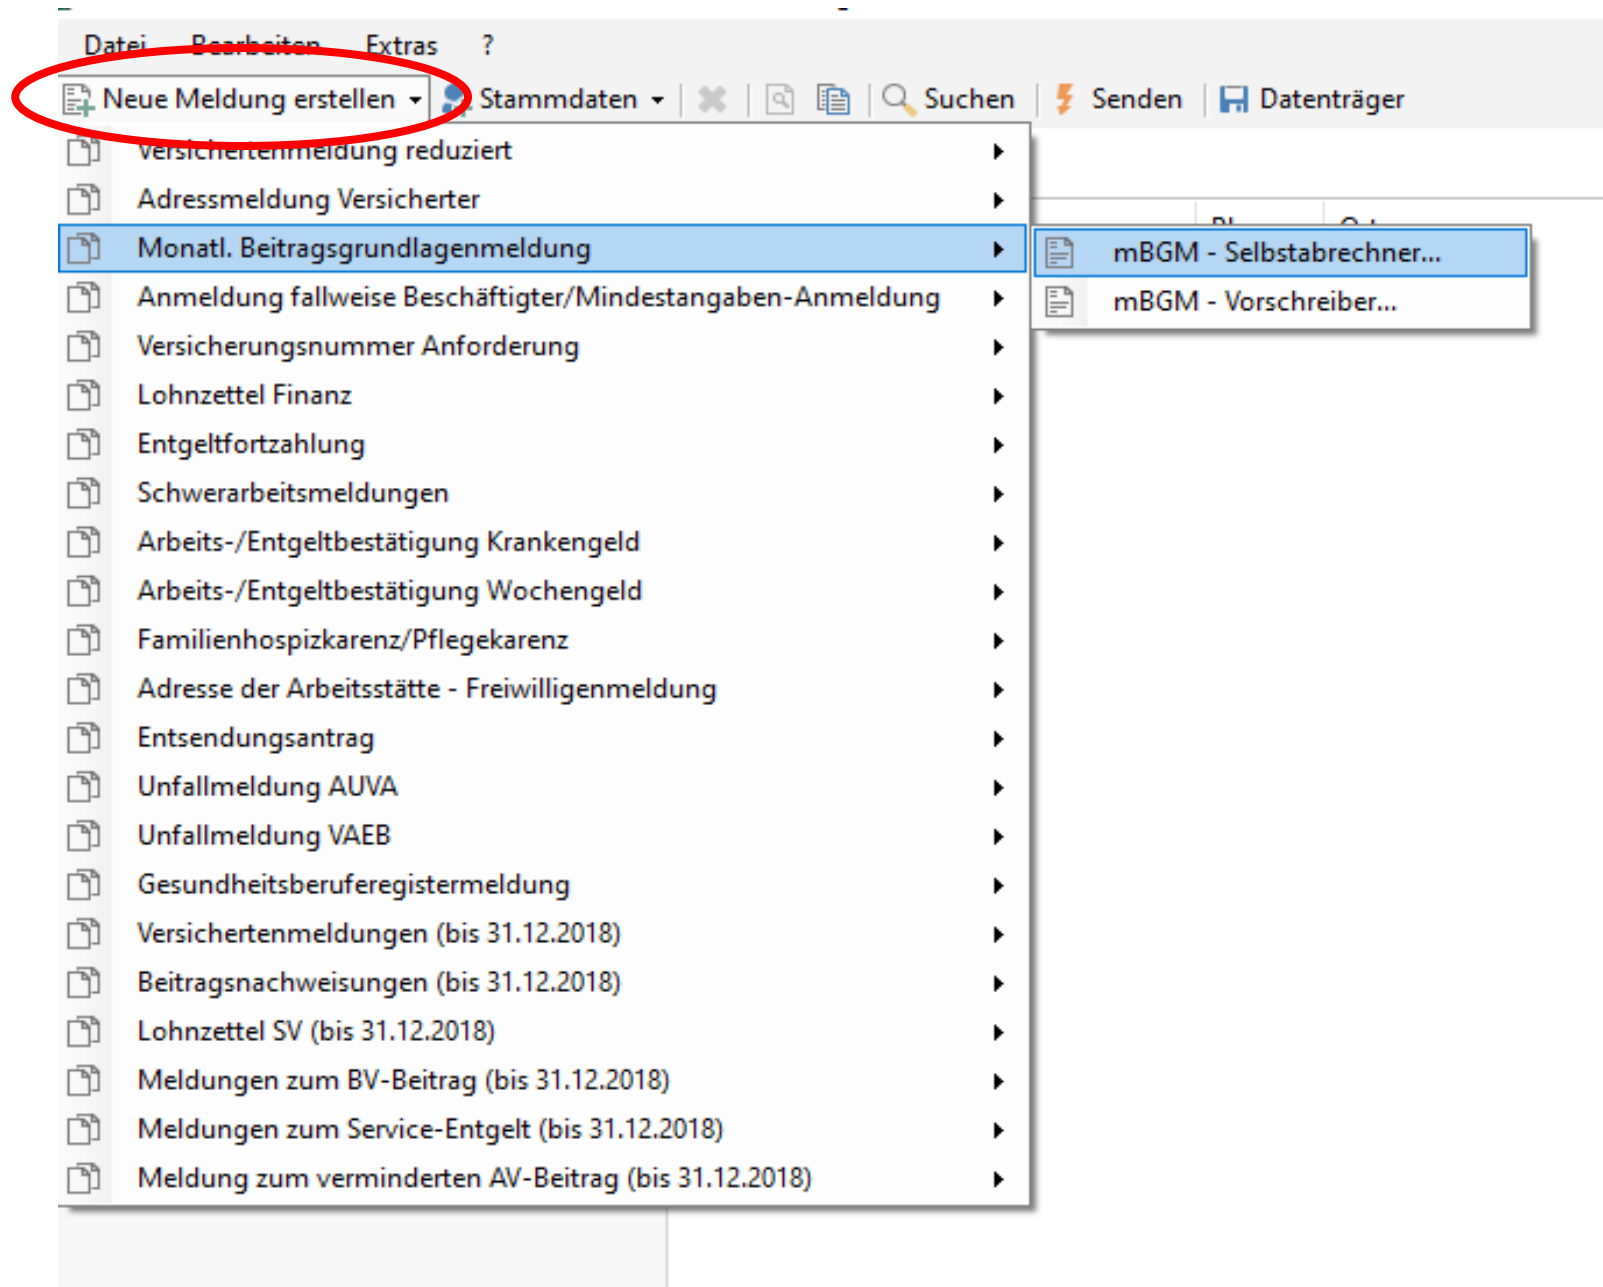 Datei Bearbeiten Extras ?
Neue Meldung erstellen Stammdaten Suchen Senden Datenträger
Versichertenmeldung reduziert
Adressmeldung Versicherter
Monatl. Beitragsgrundlagenmeldung
mBGM - Selbstabrechner...
Anmeldung fallweise Beschäftigter/Mindestangaben-Anmeldung
mBGM - Vorschreiber...
Versicherungsnummer Anforderung
Lohnzettel Finanz
Entgeltfortzahlung
Schwerarbeitsmeldungen
Arbeits-/Entgeltbestätigung Krankengeld
Arbeits-/Entgeltbestätigung Wochengeld
Familienhospizkarenz/Pflegekarenz
Adresse der Arbeitsstätte - Freiwilligenmeldung
Entsendungsantrag
Unfallmeldung AUVA
Unfallmeldung VAEB
Gesundheitsberuferegistermeldung
Versichertenmeldungen (bis 31.12.2018)
Beitragsnachweisungen (bis 31.12.2018)
Lohnzettel SV (bis 31.12.2018)
Meldungen zum BV-Beitrag (bis 31.12.2018)
Meldungen zum Service-Entgelt (bis 31.12.2018)
Meldung zum verminderten AV-Beitrag (bis 31.12.2018)